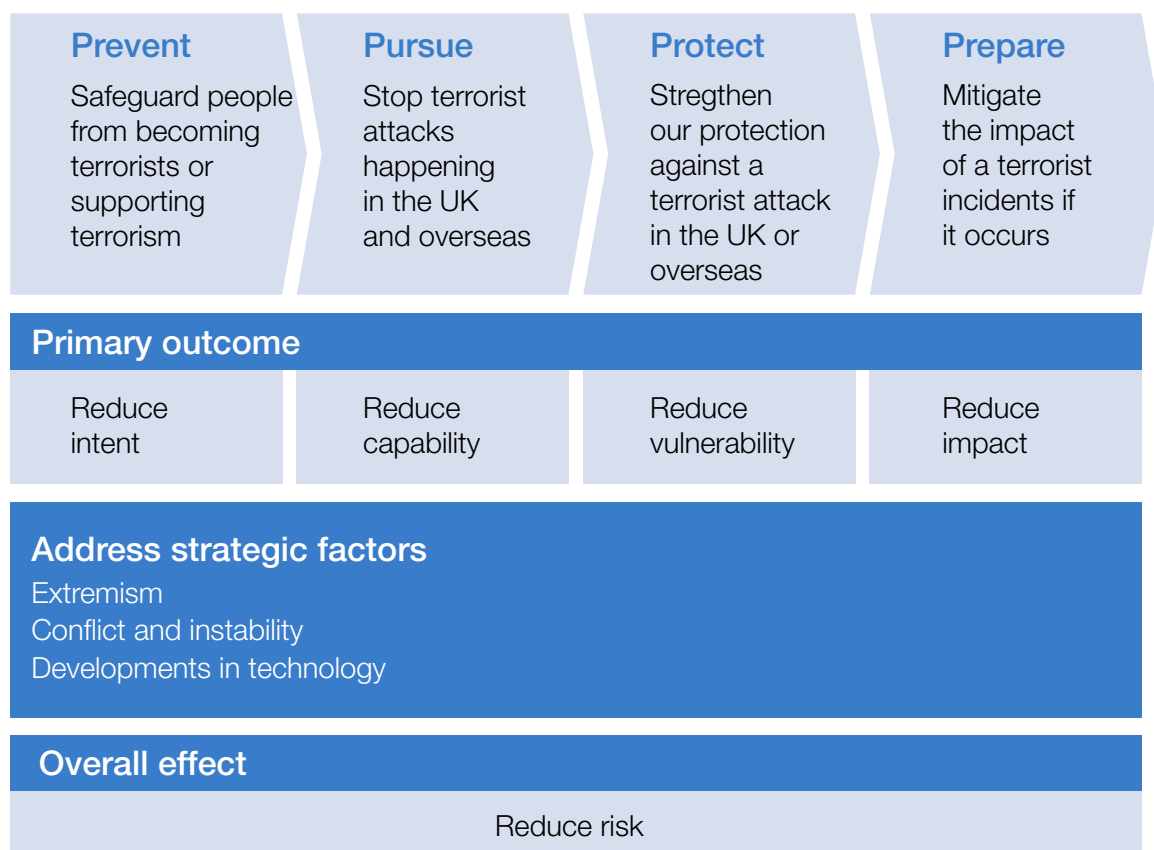 Prevent
Safeguard people
from becoming
terrorists or
supporting
terrorism
Pursue
Stop terrorist
attacks
happening
in the UK
and overseas
Protect
Stregthen
our protection
against a
terrorist attack
in the UK or
overseas
Prepare
Mitigate
the impact
of a terrorist
incidents if
it occurs
Primary outcome
Reduce
intent
Reduce
capability
Reduce
vulnerability
Reduce
impact
Address strategic factors
Extremism
Conflict and instability
Developments in technology
Overall effect
Reduce risk